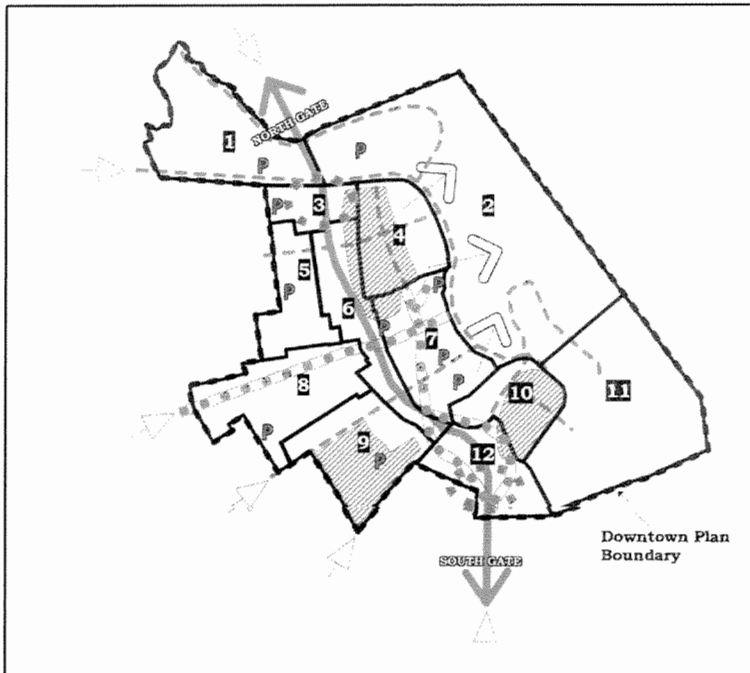 NORTH GATE
1
P
P
2
P
3
4
5
P
P
6
P
7
P
8
P
10
11
9
P
12
P
Downtown Plan
Boundary
SOUTH GATE